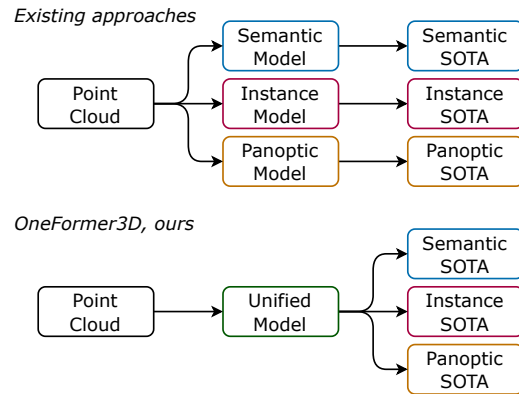 Existing approaches
Semantic
Model
Semantic
SOTA
Point
Cloud
Instance
Model
Instance
SOTA
Panoptic
Model
Panoptic
SOTA
OneFormer3D, ours
Semantic
SOTA
Point
Cloud
Unified
Model
Instance
SOTA
Panoptic
SOTA